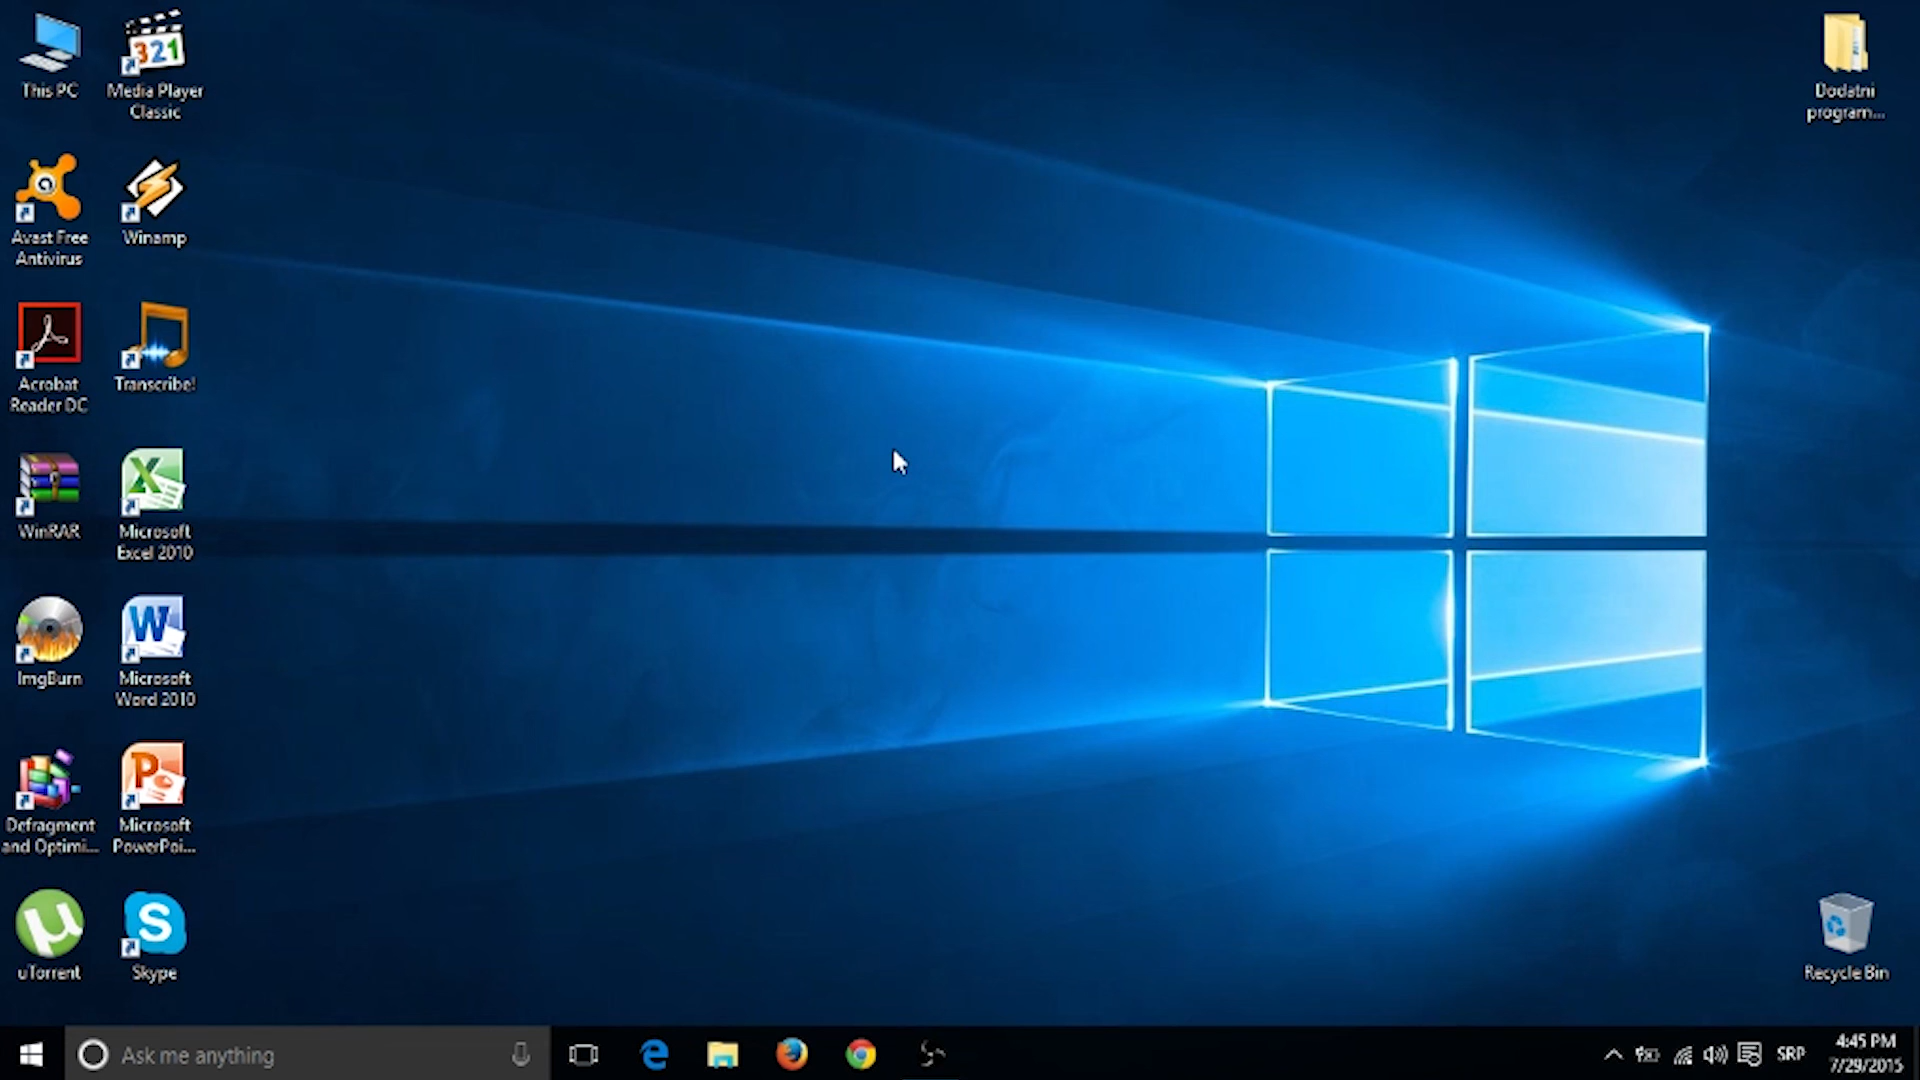 This PC
Media Player
Classic
Dodatni
program...
Avast Free
Antivirus
Winamp
Acrobat
Reader DC
Transcribe!
WinRAR
Microsoft
Excel 2010
ImgBurn
Microsoft
Word 2010
Defragment
and Optimi...
Microsoft
PowerPoi...
uTorrent
Skype
Recycle Bin
Ask me anything
SRP
4:45 PM
7/29/2015